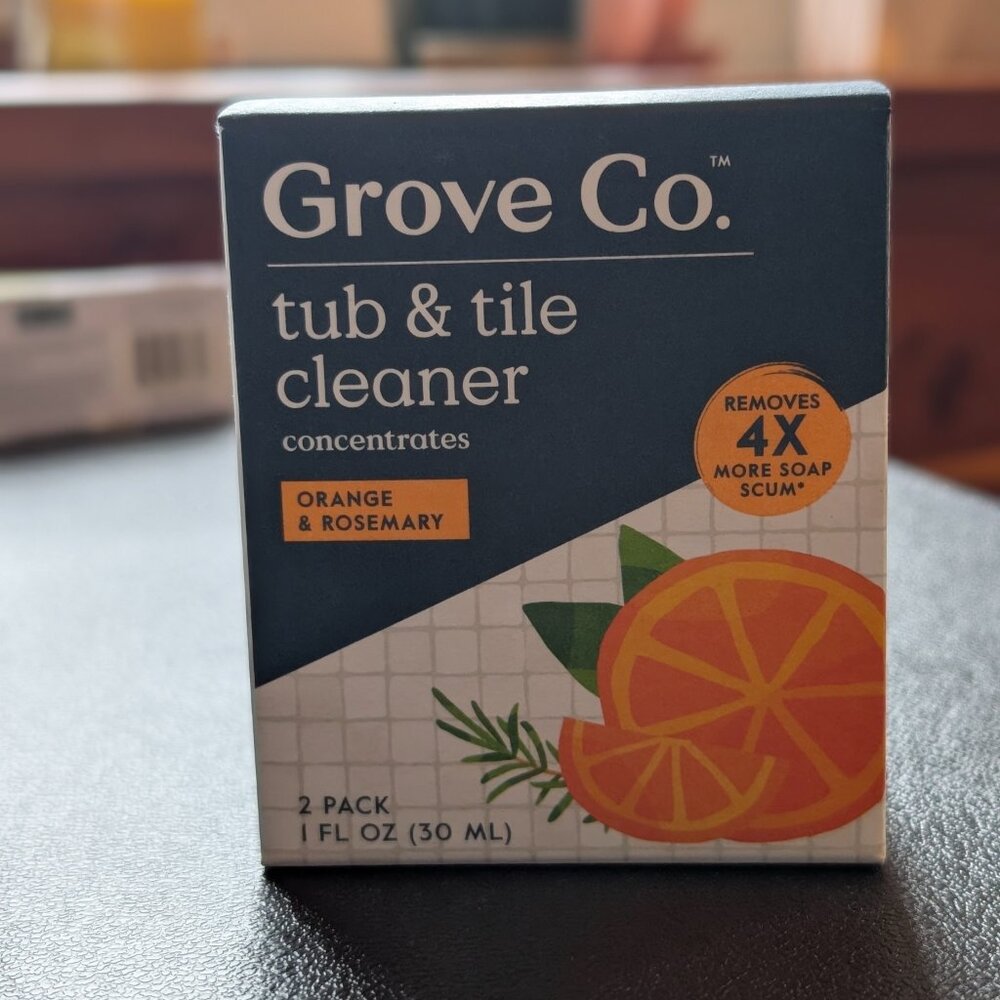 Grove Co.™
tub & tile
cleaner
concentrates
ORANGE
& ROSEMARY
REMOVES
4X
MORE SOAP
SCUM*
2 PACK
1 FL OZ (30 ML)